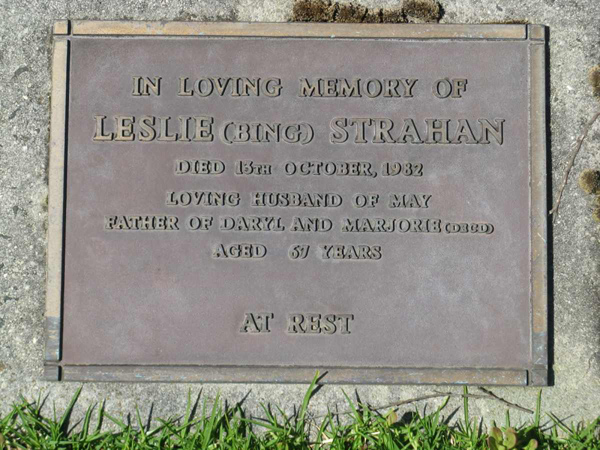 IN LOVING MEMORY OF
LESLIE (BING) STRAHAN
DIED 13TH OCTOBER, 1982
LOVING HUSBAND OF MAY
FATHER OF DARYL AND MARJORIE (DECD)
AGED 67 YEARS
AT REST